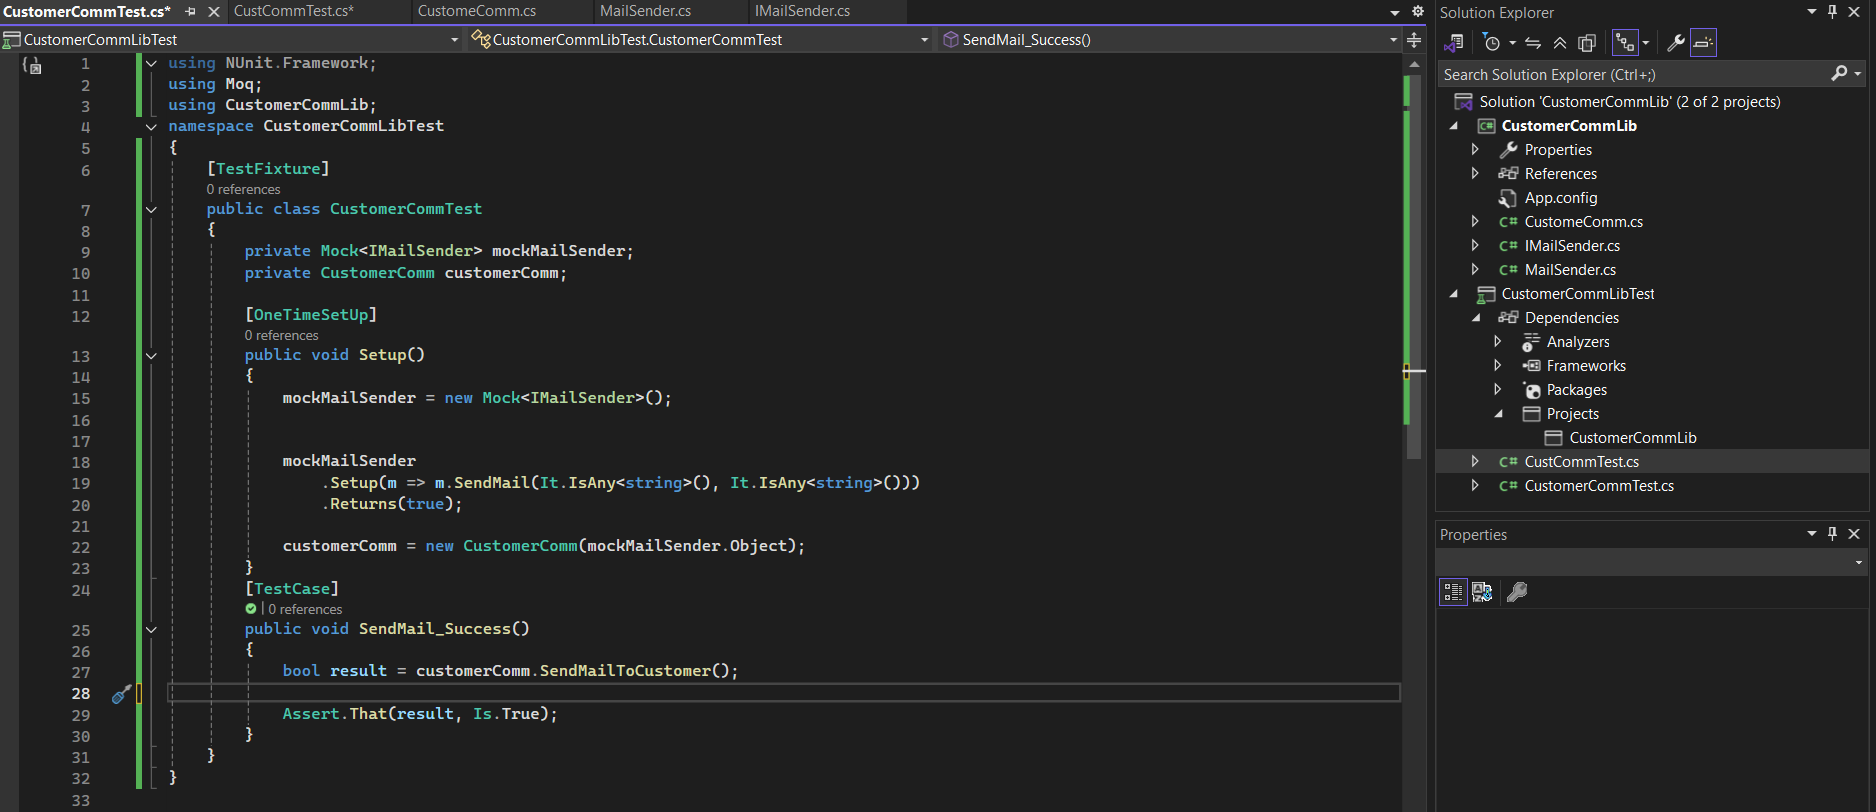 CustomerCommTest.cs*
CustCommTest.cs*
CustomeComm.cs
MailSender.cs
IMailSender.cs
CustomerCommLibTest
CustomerCommLibTest.CustomerCommTest
SendMail_Success()
1 using NUnit.Framework;
2 using Moq;
3 using CustomerCommLib;
4 namespace CustomerCommLibTest
5 {
6 [TestFixture]
0 references
7 public class CustomerCommTest
8 {
9 private Mock<IMailSender> mockMailSender;
10 private CustomerComm customerComm;
11
12 [OneTimeSetUp]
0 references
13 public void Setup()
14 {
15 mockMailSender = new Mock<IMailSender>();
16
17
18 mockMailSender
19 .Setup(m => m.SendMail(It.IsAny<string>(), It.IsAny<string>()))
20 .Returns(true);
21
22 customerComm = new CustomerComm(mockMailSender.Object);
23 }
24 [TestCase]
| 0 references
25 public void SendMail_Success()
26 {
27 bool result = customerComm.SendMailToCustomer();
28
29 Assert.That(result, Is.True);
30 }
31 }
32 }
33
Solution Explorer
Search Solution Explorer (Ctrl+;)
Solution 'CustomerCommLib' (2 of 2 projects)
C# CustomerCommLib
Properties
References
App.config
C# CustomeComm.cs
C# IMailSender.cs
C# MailSender.cs
CustomerCommLibTest
Dependencies
Analyzers
Frameworks
Packages
Projects
CustomerCommLib
C# CustCommTest.cs
C# CustomerCommTest.cs
Properties